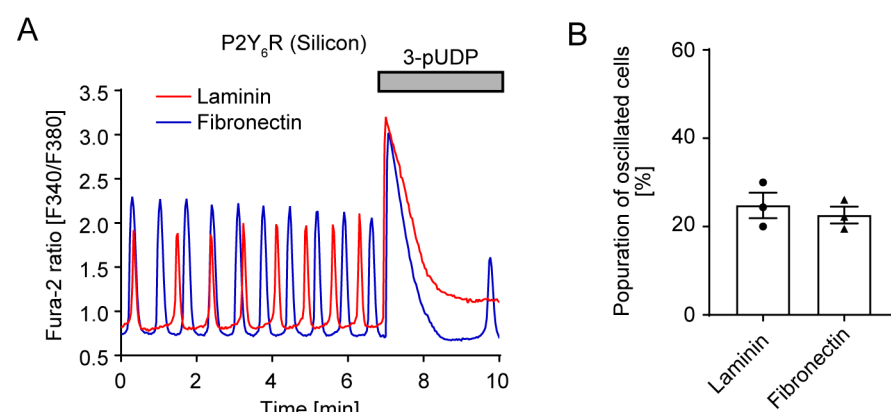 A
P2Y6R (Silicon)
3-pUDP
Laminin
Fibronectin
Fura-2 ratio [F340/F380]
3.5
3.0
2.5
2.0
1.5
1.0
0.5
0
2
4
6
8
10
Time [min]
B
Popuration of oscillated cells
[%]
60
40
20
0
Laminin
Fibronectin